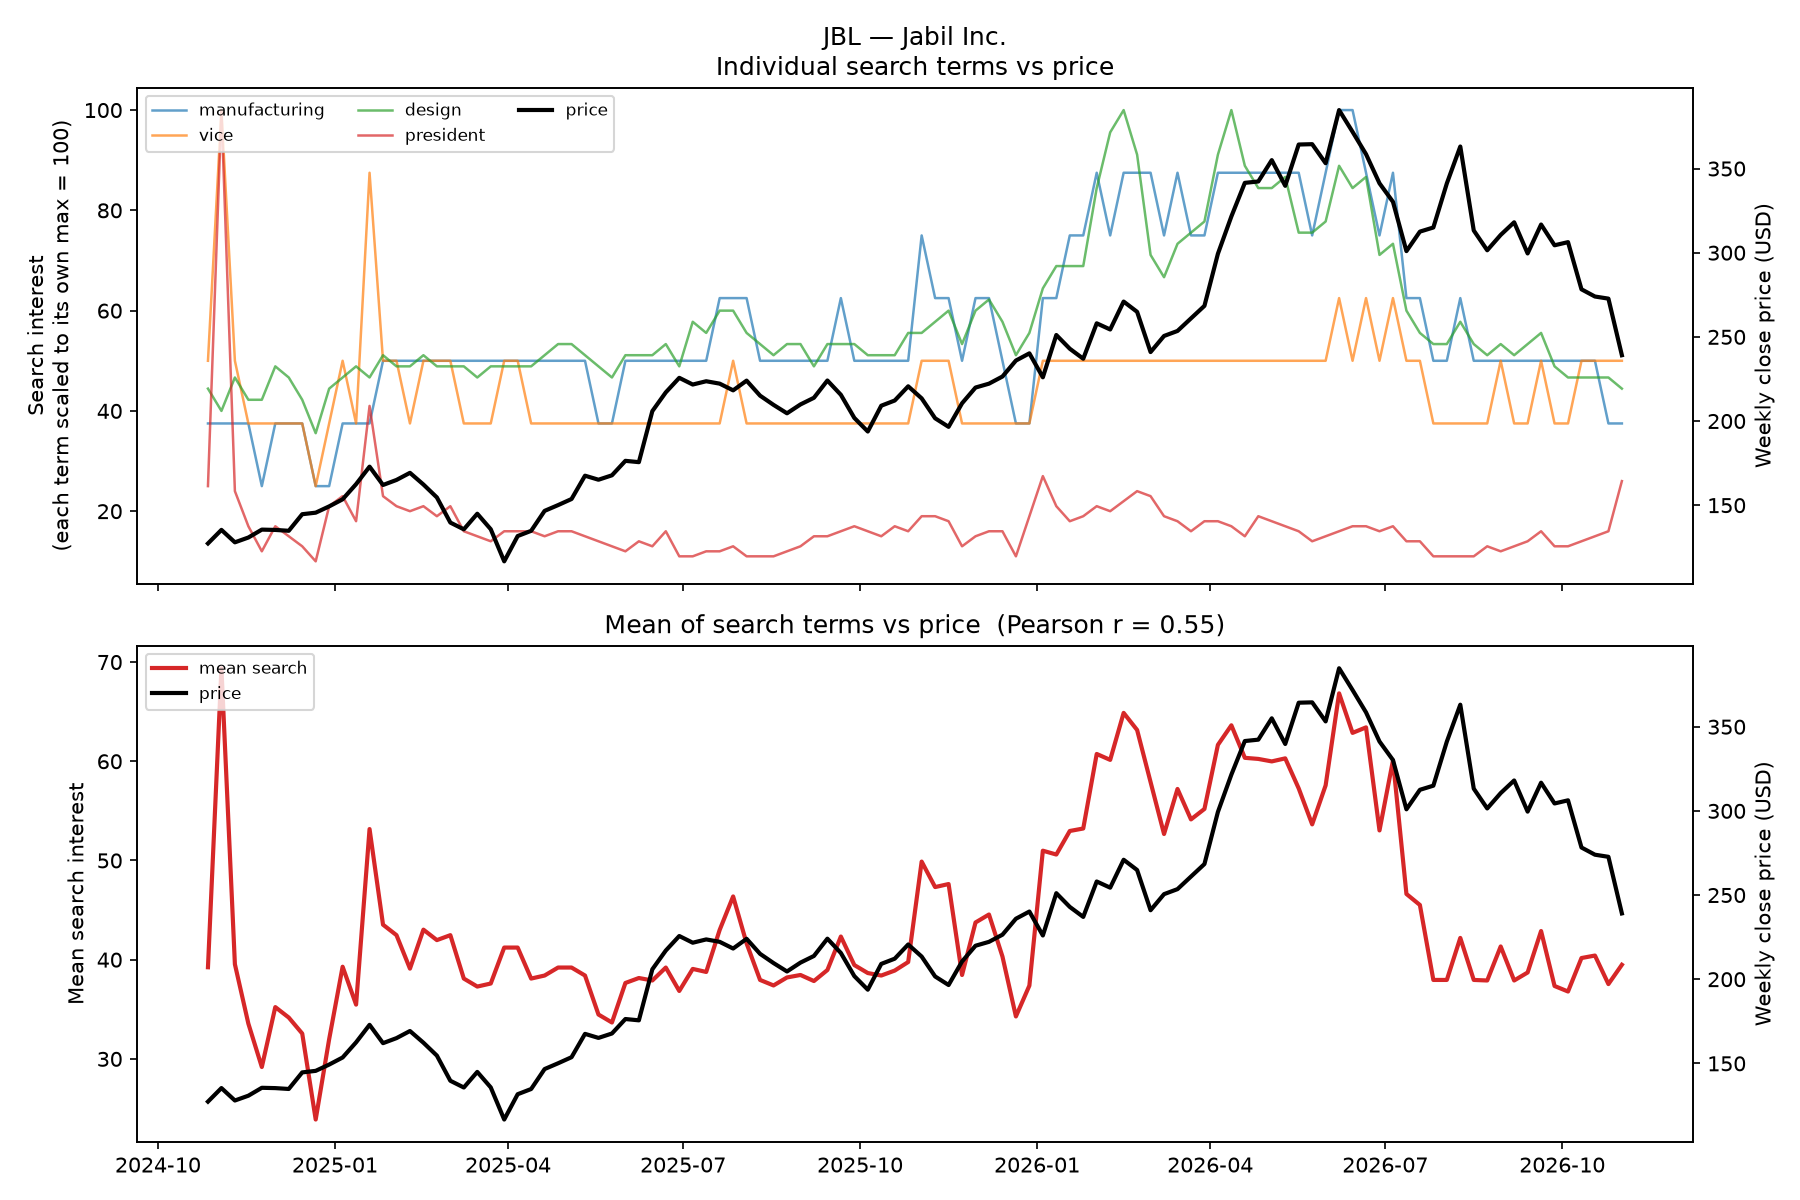 JBL — Jabil Inc.
Individual search terms vs price
manufacturing
vice
design
president
price
Search interest
(each term scaled to its own max = 100)
100
80
60
40
20
350
300
250
200
150
Weekly close price (USD)
Mean of search terms vs price (Pearson r = 0.55)
mean search
price
Mean search interest
70
60
50
40
30
350
300
250
200
150
Weekly close price (USD)
2024-10 2025-01 2025-04 2025-07 2025-10 2026-01 2026-04 2026-07 2026-10